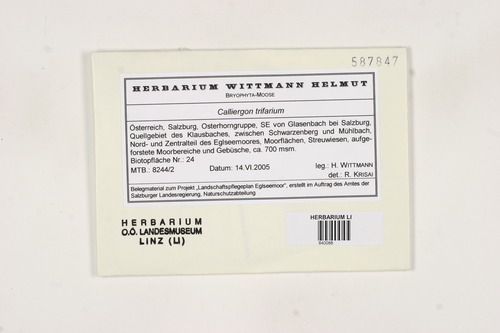 587847
HERBARIUM WITTMANN HELMUT
BRYOPHYTA-MOOSE
Calliergon trifarium
Österreich, Salzburg, Osterhorngruppe, SE von Glasenbach bei Salzburg,
Quellgebiet des Klausbaches, zwischen Schwarzenberg und Mühlbach,
Nord- und Zentralteil des Eglseemoores, Moorflächen, Streuwiesen, aufge-
forstete Moorbereiche und Gebüsche, ca. 700 msm.
Biotopfläche Nr.: 24
MTB.: 8244/2 Datum: 14.VI.2005 leg.: H. WITTMANN
det.: R. KRISAI
Belegmaterial zum Projekt „Landschaftspflegeplan Eglseemoor", erstellt im Auftrag des Amtes der
Salzburger Landesregierung, Naturschutzabteilung
HERBARIUM
O.Ö. LANDESMUSEUM
LINZ (LI)
HERBARIUM LI
940088